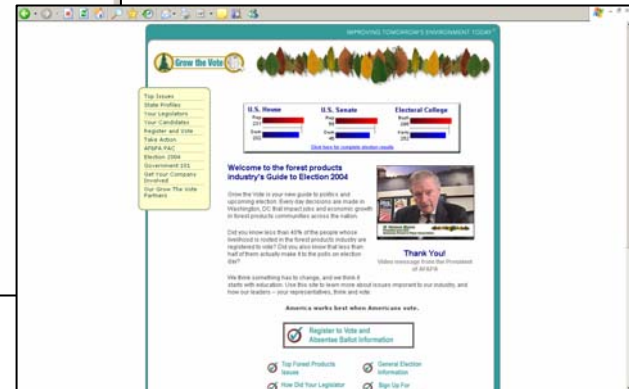 IMPROVING TOMORROW'S ENVIRONMENT TODAY
Grow the Vote
Top Issues
State Profiles
Your Legislators
Your Candidates
Register and Vote
Take Action
AF&PA PAC
Election 2004
Government 101
Get Your Company
Involved
Our Grow The Vote
Partners
U.S. House
U.S. Senate
Electoral College
Rep
Rep
Bush
Dem
Dem
Click here for complete election results
Welcome to the forest products
industry's Guide to Election 2004
Grow the Vote is your new guide to politics and
upcoming election. Every day decisions are made in
Washington, DC that impact jobs and economic growth
in forest products communities across the nation.
Did you know less than 40% of the people whose
livelihood is rooted in the forest products industry are
registered to vote? Did you also know that less than
half of them actually make it to the polls on election
day?
We think something has to change, and we think it
starts with education. Use this site to learn more about issues important to our industry, and
how our leaders – your representatives, think and vote.
Thank You!
Video message from the President
of AF&PA
America works best when Americans vote.
Register to Vote and
Absentee Ballot Information
Top Forest Products
Issues
General Election
Information
How Did Your Legislator
Sign Up For